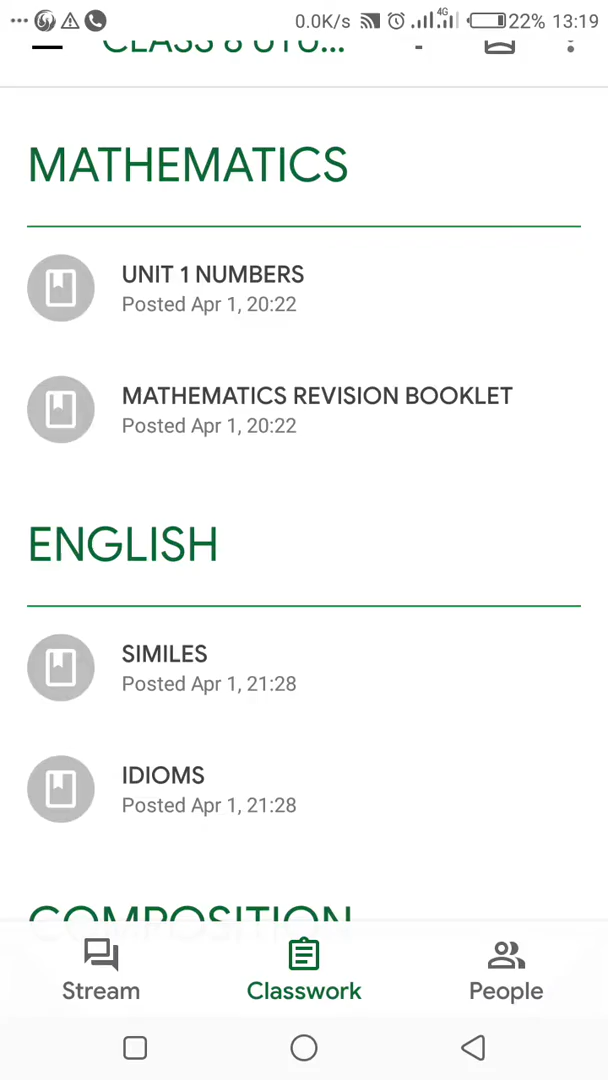 0.0K/s 4G 22% 13:19
MATHEMATICS
UNIT 1 NUMBERS
Posted Apr 1, 20:22
MATHEMATICS REVISION BOOKLET
Posted Apr 1, 20:22
ENGLISH
SIMILES
Posted Apr 1, 21:28
IDIOMS
Posted Apr 1, 21:28
COMPOSITION
Stream
Classwork
People